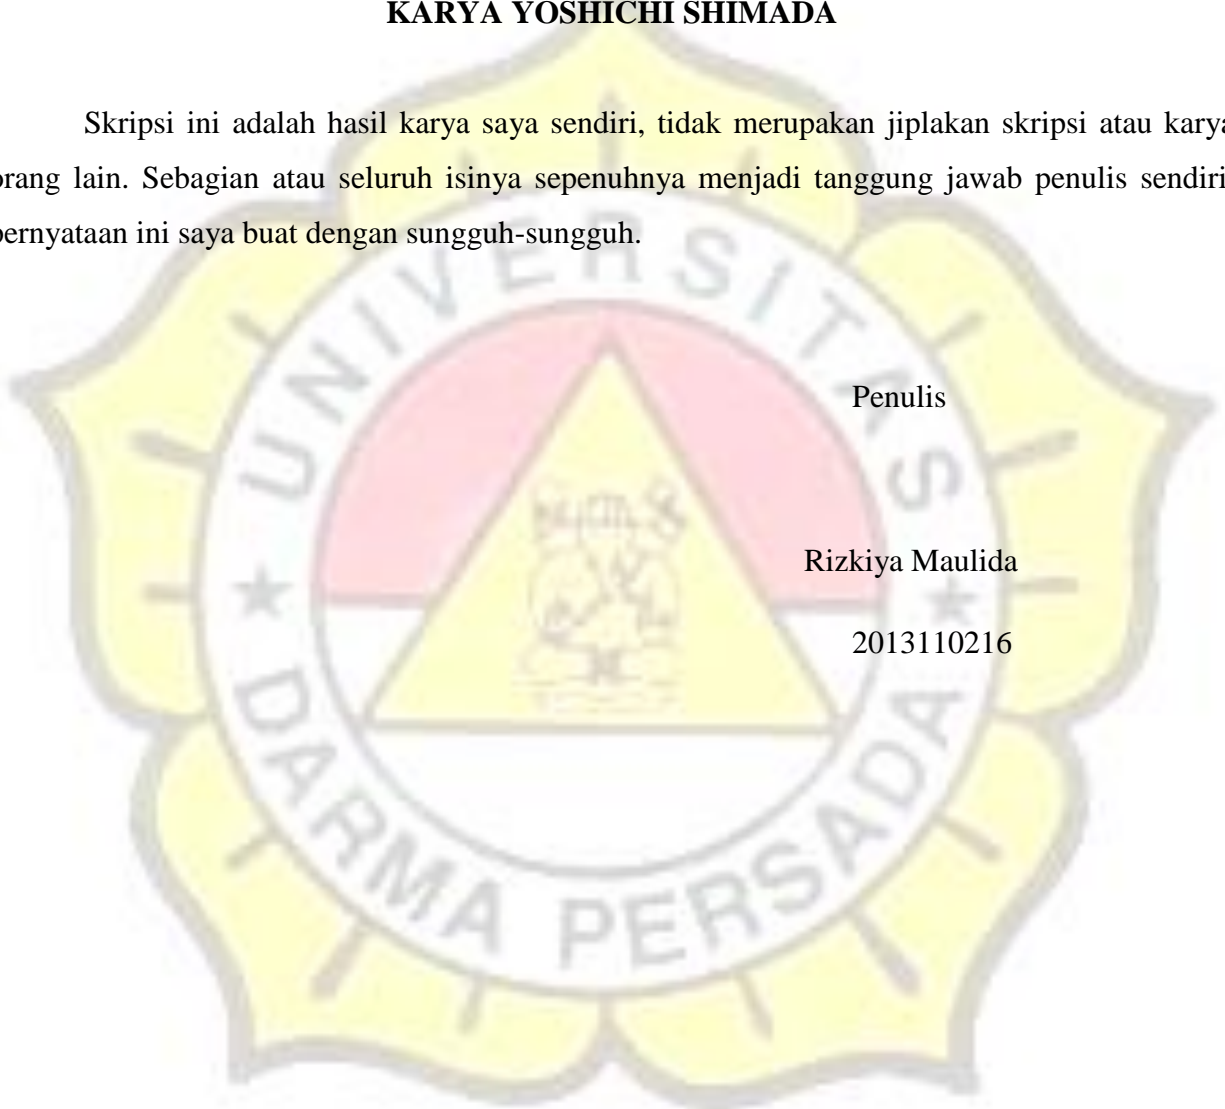 KARYA YOSHICHI SHIMADA
Skripsi ini adalah hasil karya saya sendiri, tidak merupakan jiplakan skripsi atau karya
orang lain. Sebagian atau seluruh isinya sepenuhnya menjadi tanggung jawab penulis sendiri
pernyataan ini saya buat dengan sungguh-sungguh.
Penulis
Rizkiya Maulida
2013110216
UNIVERSITAS
DARMA PERSADA